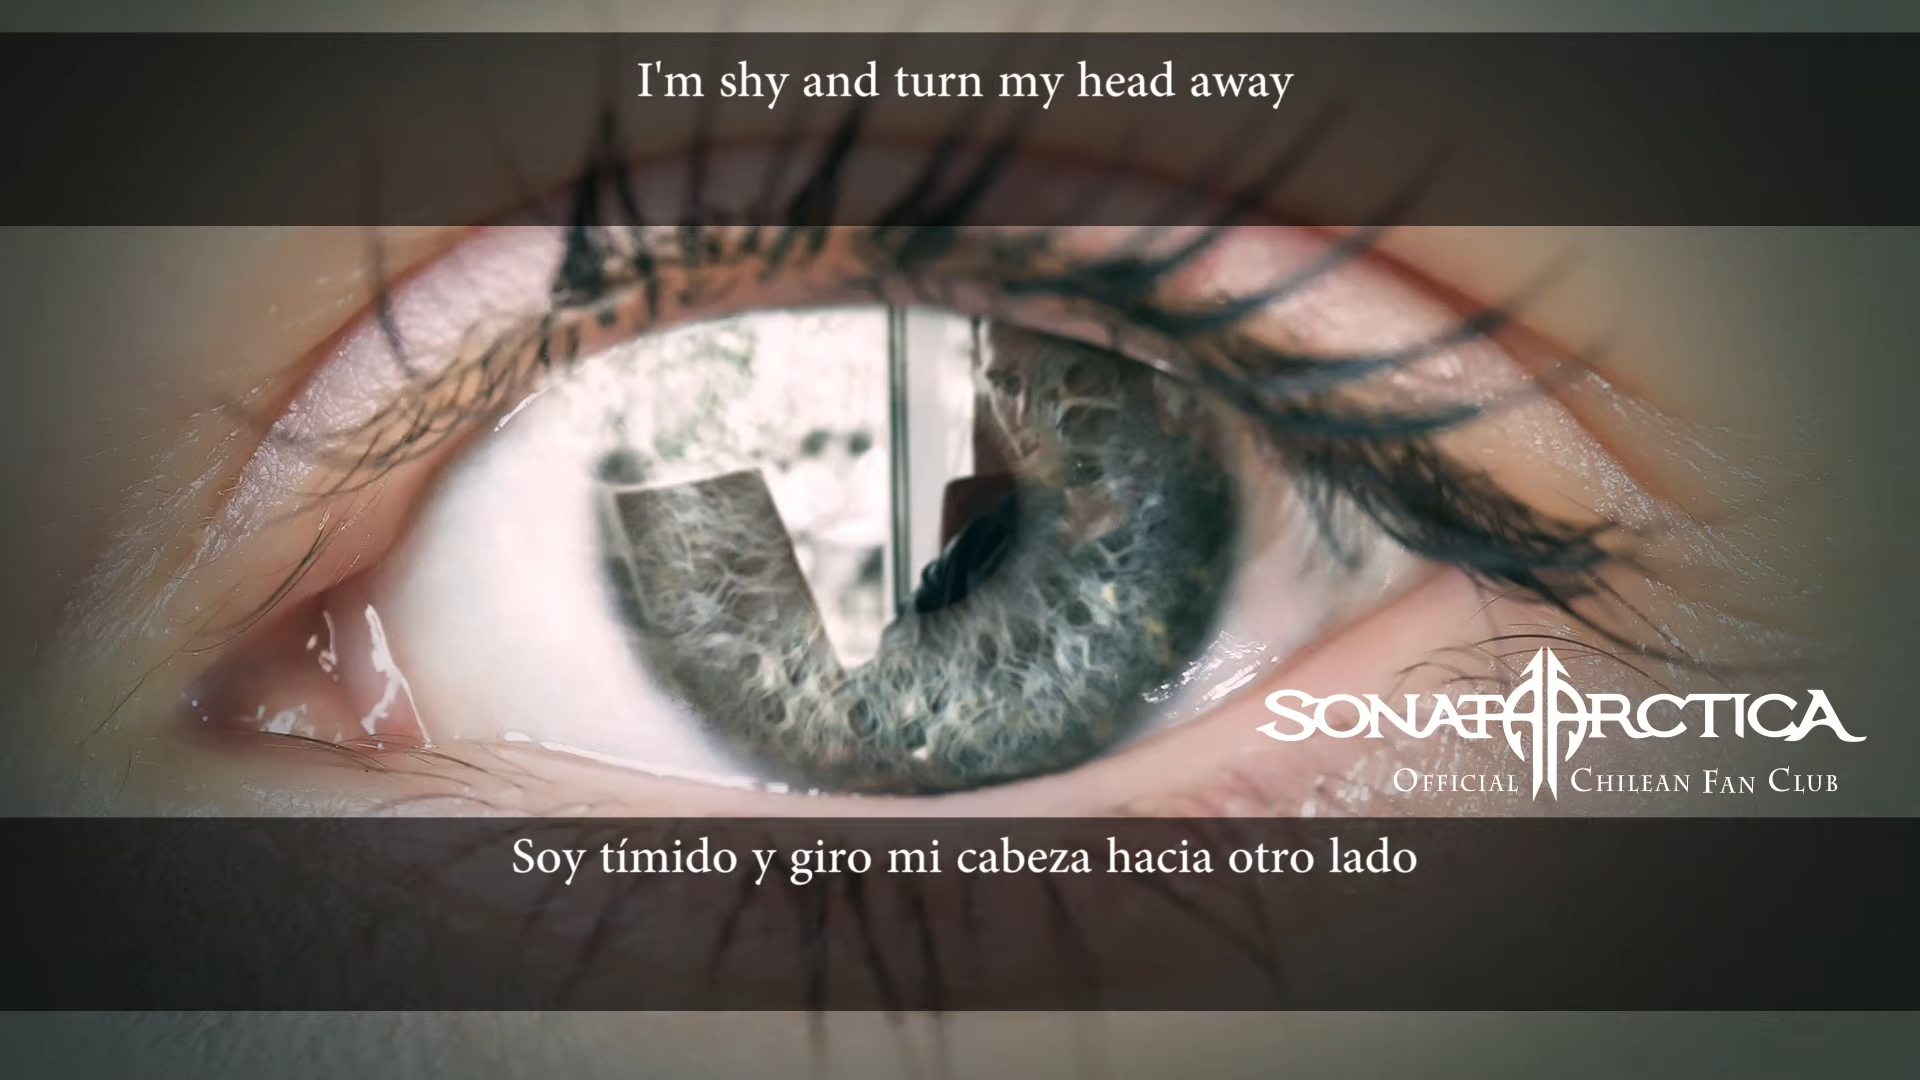 I'm shy and turn my head away
SONATA ARCTICA
OFFICIAL CHILEAN FAN CLUB
Soy tímido y giro mi cabeza hacia otro lado